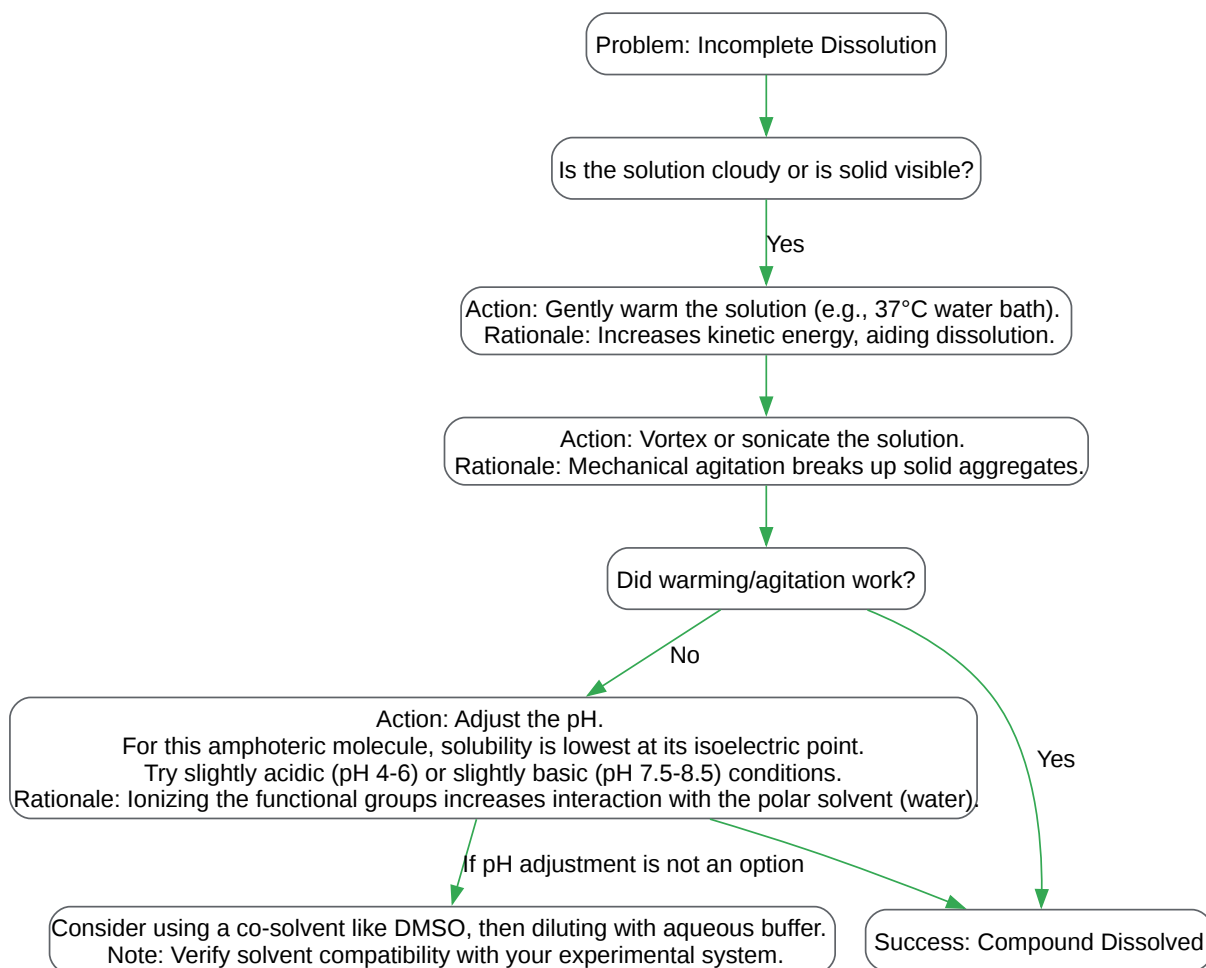 Problem: Incomplete Dissolution
Is the solution cloudy or is solid visible?
Yes
Action: Gently warm the solution (e.g., 37°C water bath).
Rationale: Increases kinetic energy, aiding dissolution.
Action: Vortex or sonicate the solution.
Rationale: Mechanical agitation breaks up solid aggregates.
Did warming/agitation work?
No
Action: Adjust the pH.
For this amphoteric molecule, solubility is lowest at its isoelectric point.
Try slightly acidic (pH 4-6) or slightly basic (pH 7.5-8.5) conditions.
Rationale: Ionizing the functional groups increases interaction with the polar solvent (water).
Yes
If pH adjustment is not an option
Consider using a co-solvent like DMSO, then diluting with aqueous buffer.
Note: Verify solvent compatibility with your experimental system.
Success: Compound Dissolved